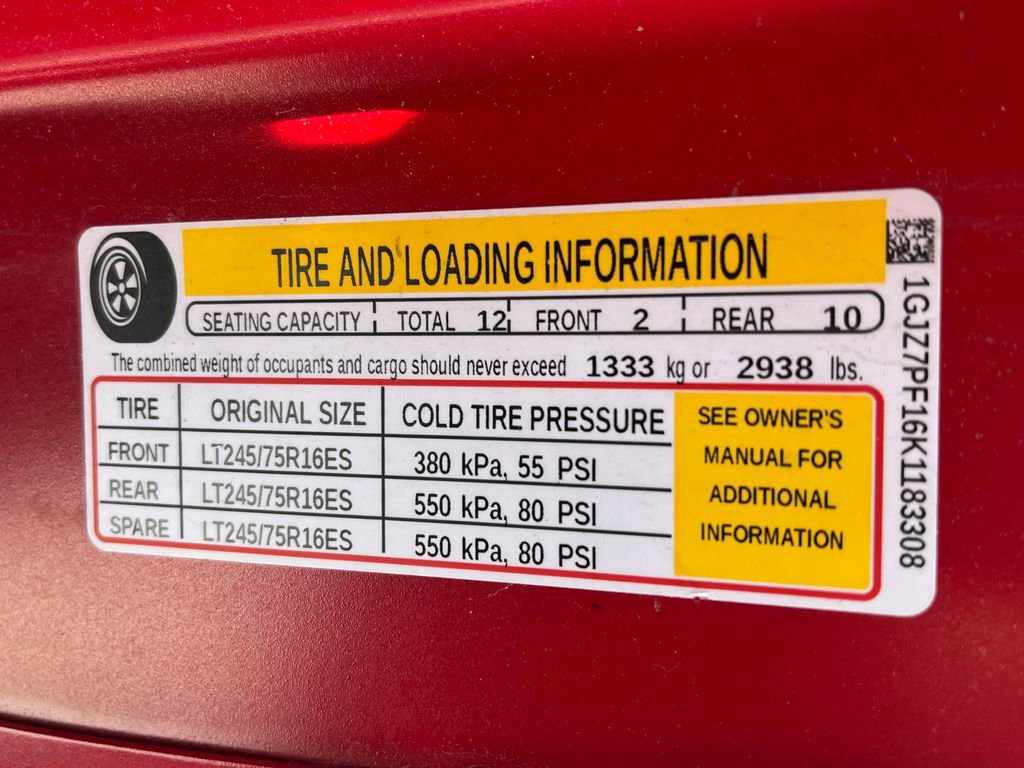 TIRE AND LOADING INFORMATION
SEATING CAPACITY TOTAL 12 FRONT 2 REAR 10
The combined weight of occupants and cargo should never exceed 1333 kg or 2938 lbs.
TIRE ORIGINAL SIZE COLD TIRE PRESSURE
FRONT LT245/75R16ES 380 kPa, 55 PSI
REAR LT245/75R16ES 550 kPa, 80 PSI
SPARE LT245/75R16ES 550 kPa, 80 PSI
SEE OWNER'S
MANUAL FOR
ADDITIONAL
INFORMATION
1GJZ7PF16K1183308